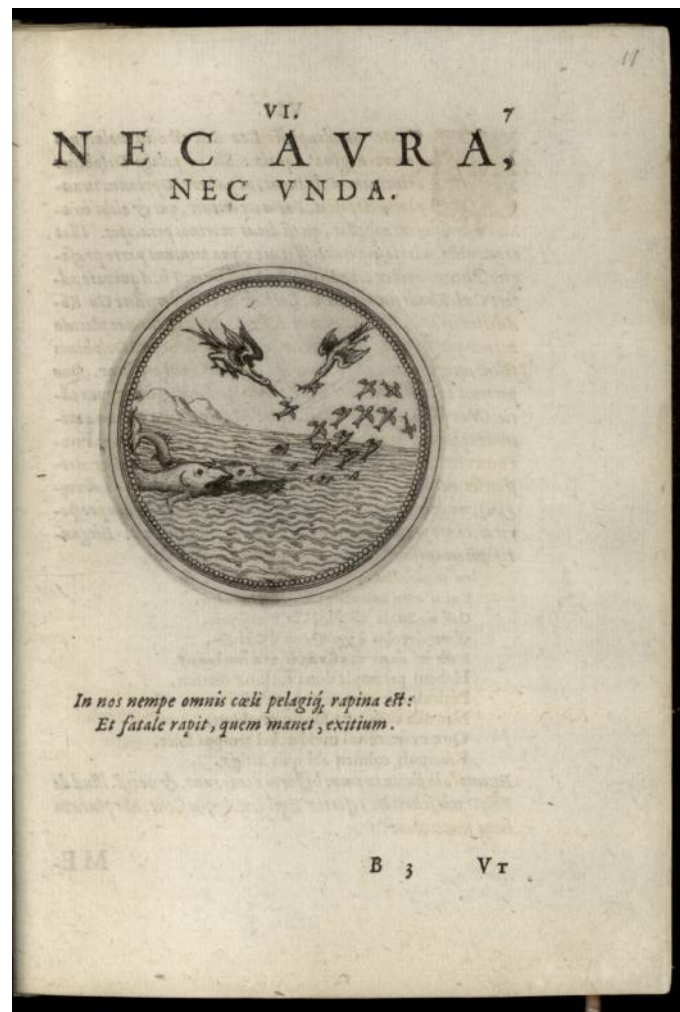 11
VI. 7
NEC AVRA,
NEC VNDA.
In nos nempe omnis cœli pelagiq́; rapina est:
Et fatale rapit, quem manet, exitium.
B 3 VT